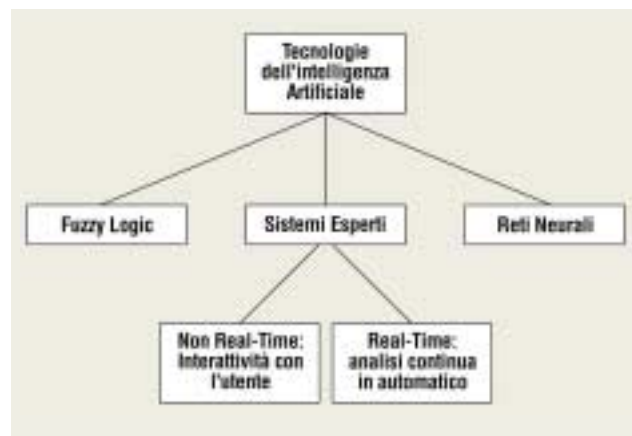 Tecnologie
dell'intelligenza
Artificiale
Fuzzy Logic
Sistemi Esperti
Reti Neurali
Non Real-Time:
Interattività con
l'utente
Real-Time:
analisi continua
in automatico